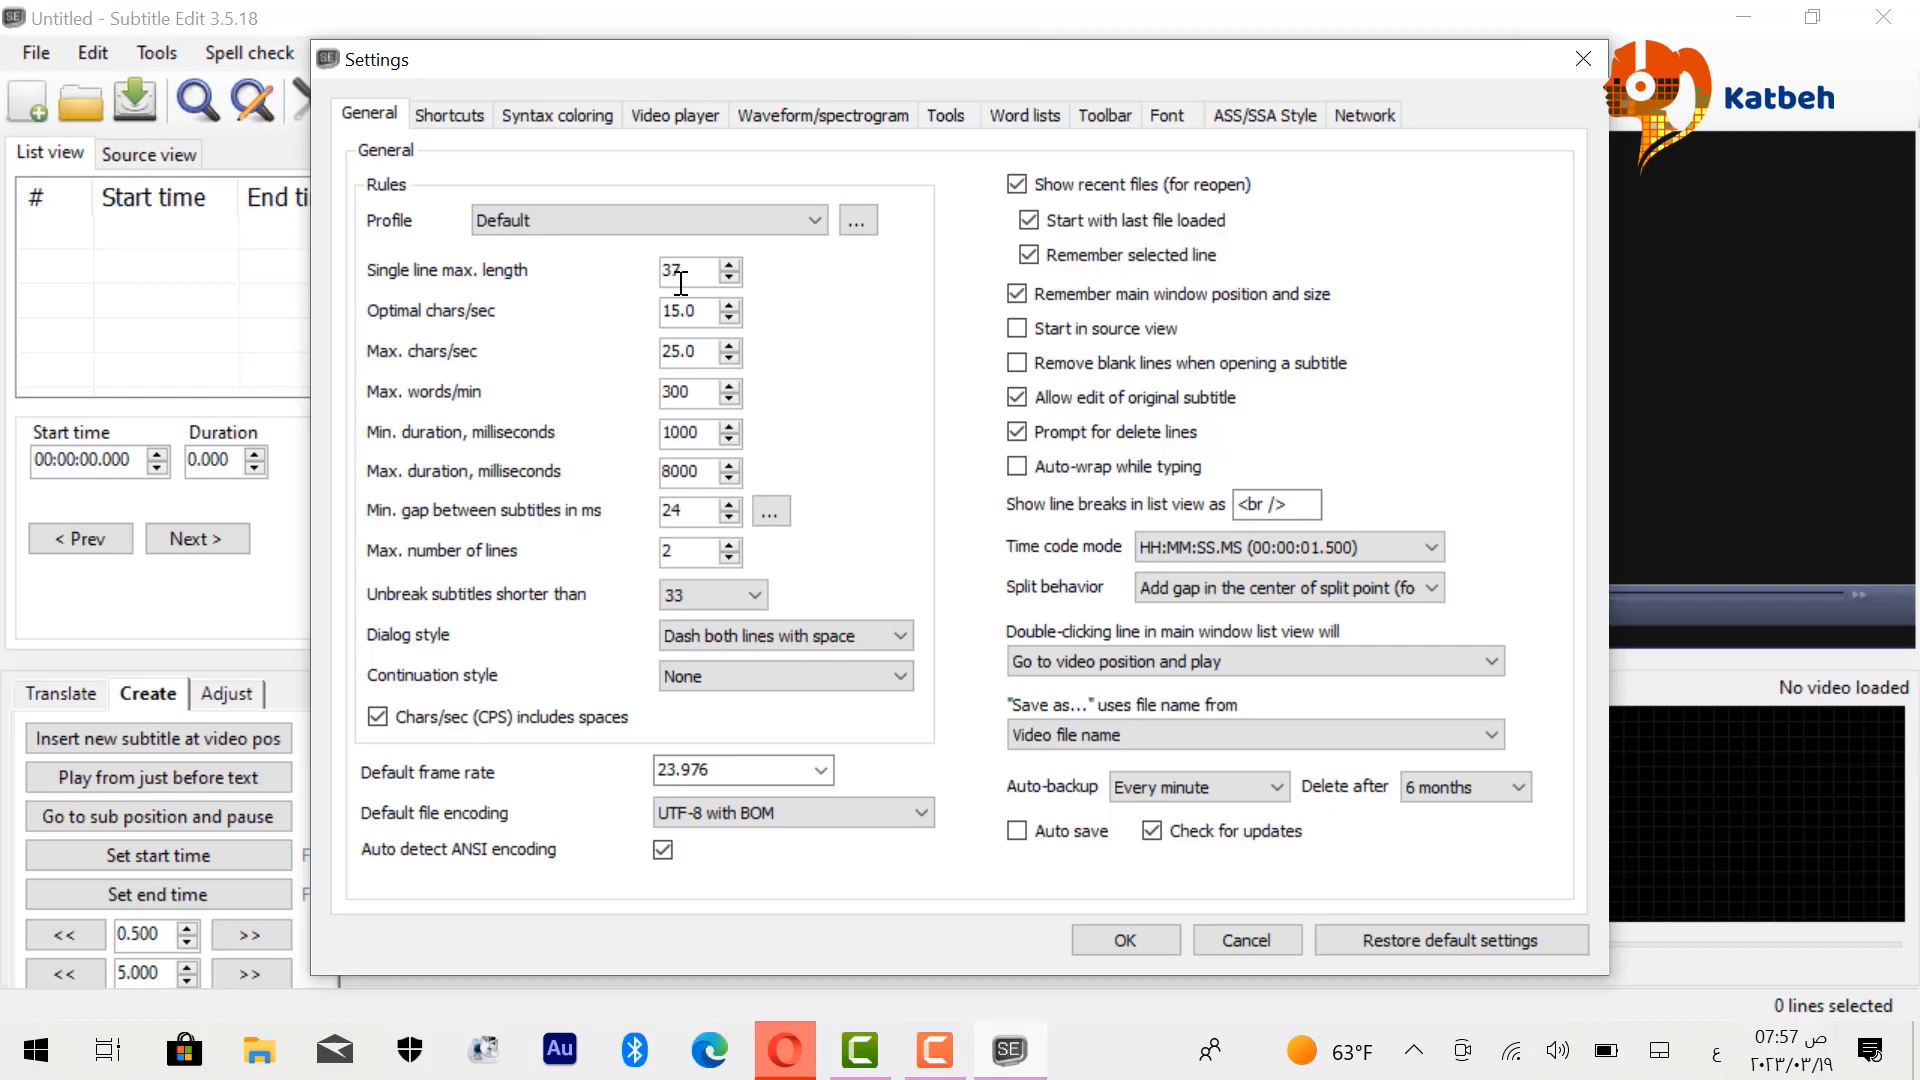 Untitled - Subtitle Edit 3.5.18
File Edit Tools Spell check
Settings
Katbeh
General Shortcuts Syntax coloring Video player Waveform/spectrogram Tools Word lists Toolbar Font ASS/SSA Style Network
List view Source view
# Start time End ti
Start time Duration
00:00:00.000 0.000
< Prev Next >
General
Rules
Profile Default ...
Single line max. length 37
Optimal chars/sec 15.0
Max. chars/sec 25.0
Max. words/min 300
Min. duration, milliseconds 1000
Max. duration, milliseconds 8000
Min. gap between subtitles in ms 24 ...
Max. number of lines 2
Unbreak subtitles shorter than 33
Dialog style Dash both lines with space
Continuation style None
Chars/sec (CPS) includes spaces
Default frame rate 23.976
Default file encoding UTF-8 with BOM
Auto detect ANSI encoding
Show recent files (for reopen)
Start with last file loaded
Remember selected line
Remember main window position and size
Start in source view
Remove blank lines when opening a subtitle
Allow edit of original subtitle
Prompt for delete lines
Auto-wrap while typing
Show line breaks in list view as <br />
Time code mode HH:MM:SS.MS (00:00:01.500)
Split behavior Add gap in the center of split point (fo
Double-clicking line in main window list view will
Go to video position and play
"Save as..." uses file name from
Video file name
Auto-backup Every minute Delete after 6 months
Auto save Check for updates
OK Cancel Restore default settings
Translate Create Adjust
Insert new subtitle at video pos
Play from just before text
Go to sub position and pause
Set start time F
Set end time F
<< 0.500 >>
<< 5.000 >>
No video loaded
0 lines selected
Au SE 63°F ع
07:57 ص
٢٠٢٣/٠٣/١٩